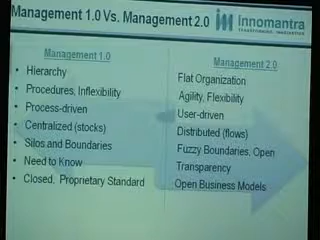 Management 1.0 Vs. Management 2.0
Innomantra
TRANSFORMING INNOVATION
Management 1.0
• Hierarchy
• Procedures, Inflexibility
• Process-driven
• Centralized (stocks)
• Silos and Boundaries
• Need to Know
• Closed, Proprietary Standard
Management 2.0
Flat Organization
Agility, Flexibility
User-driven
Distributed (flows)
Fuzzy Boundaries, Open
Transparency
Open Business Models